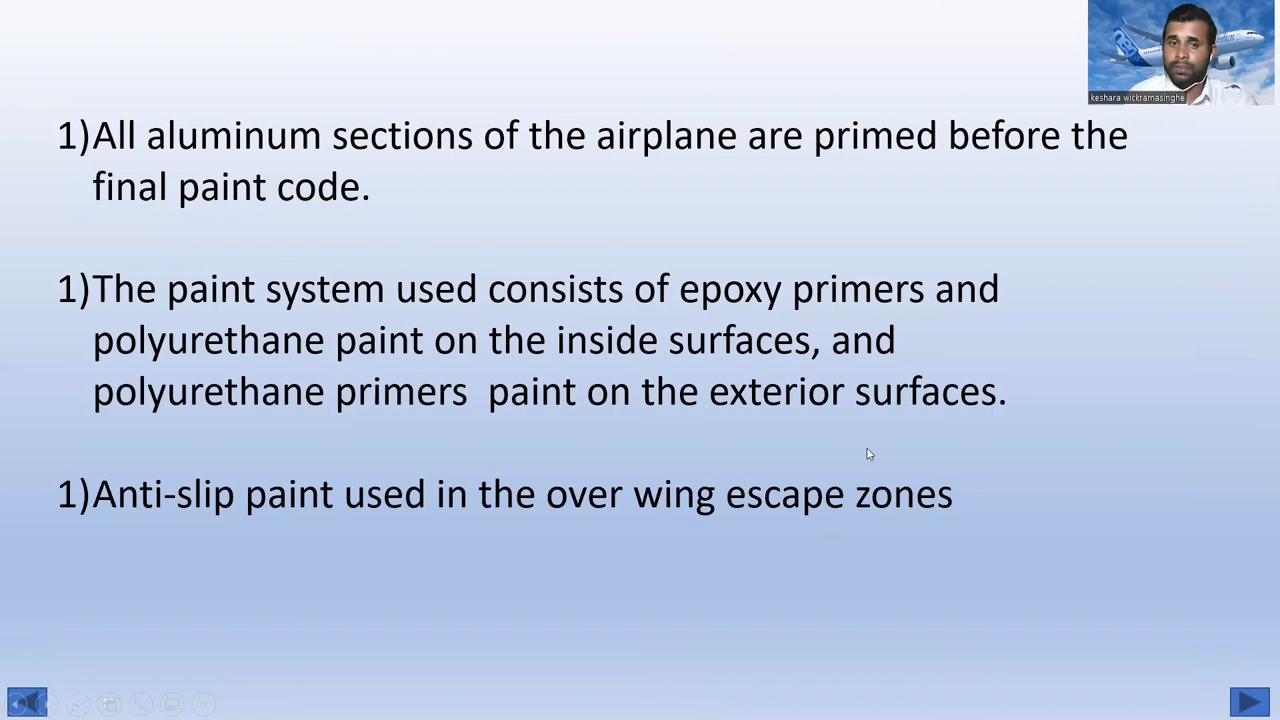 keshara wickramasinghe
1)All aluminum sections of the airplane are primed before the
final paint code.
1)The paint system used consists of epoxy primers and
polyurethane paint on the inside surfaces, and
polyurethane primers  paint on the exterior surfaces.
1)Anti-slip paint used in the over wing escape zones